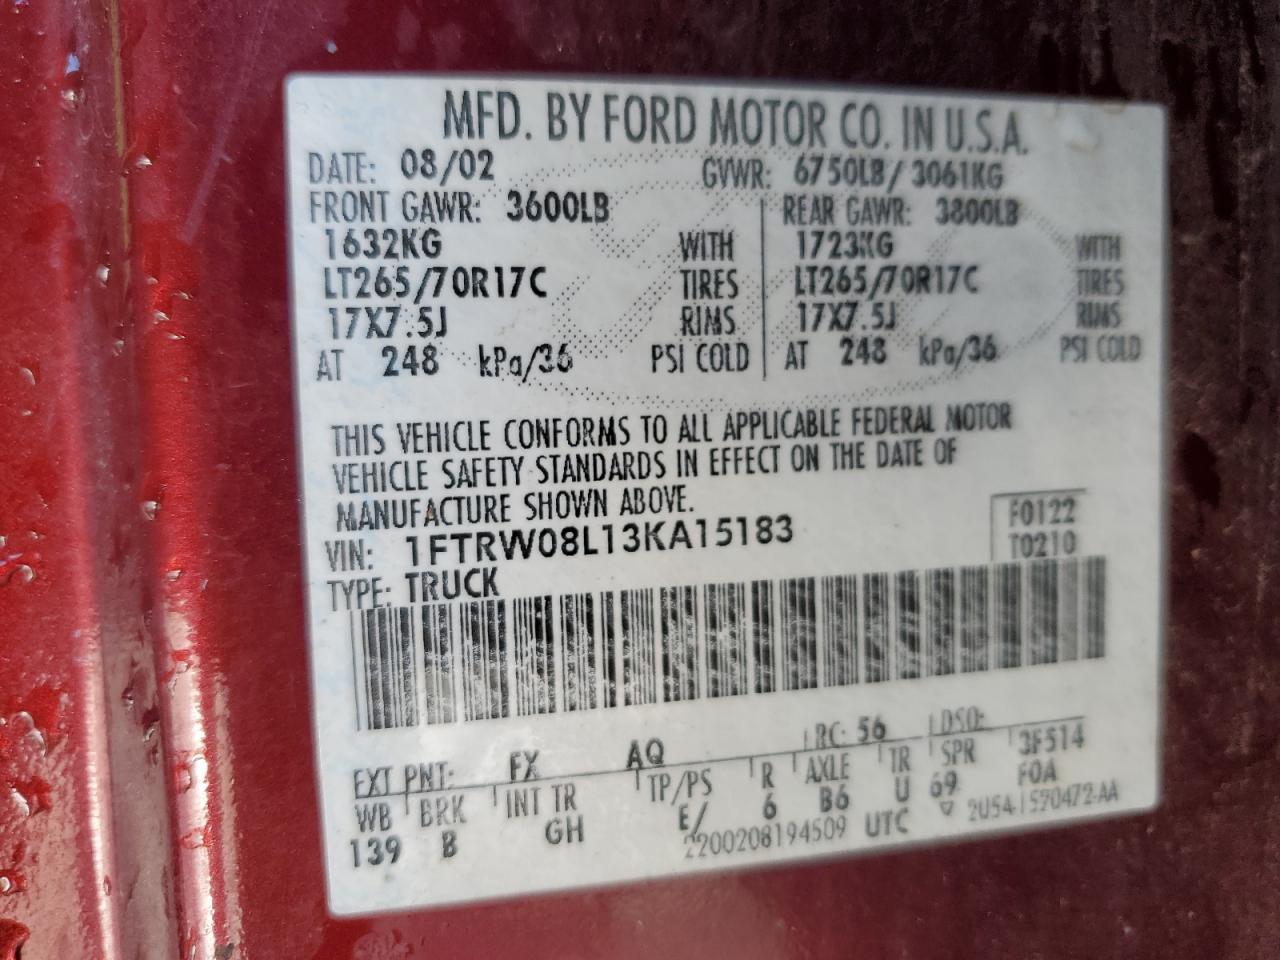 MFD. BY FORD MOTOR CO. IN U.S.A.
DATE: 08/02 GVWR: 6750LB / 3061KG
FRONT GAWR: 3600LB REAR GAWR: 3800LB
1632KG WITH 1723KG WITH
LT265/70R17C TIRES LT265/70R17C TIRES
17X7.5J RIMS 17X7.5J RIMS
AT 248 kPa/36 PSI COLD AT 248 kPa/36 PSI COLD
THIS VEHICLE CONFORMS TO ALL APPLICABLE FEDERAL MOTOR
VEHICLE SAFETY STANDARDS IN EFFECT ON THE DATE OF
MANUFACTURE SHOWN ABOVE.
VIN: 1FTRW08L13KA15183 F0122
TYPE: TRUCK T0210
EXT PNT: FX AQ RC: 56 DSO:
WB BRK INT TR TP/PS R AXLE TR SPR 3F514
139 B GH E/ 6 B6 U 69 FOA
2200208194509 UTC